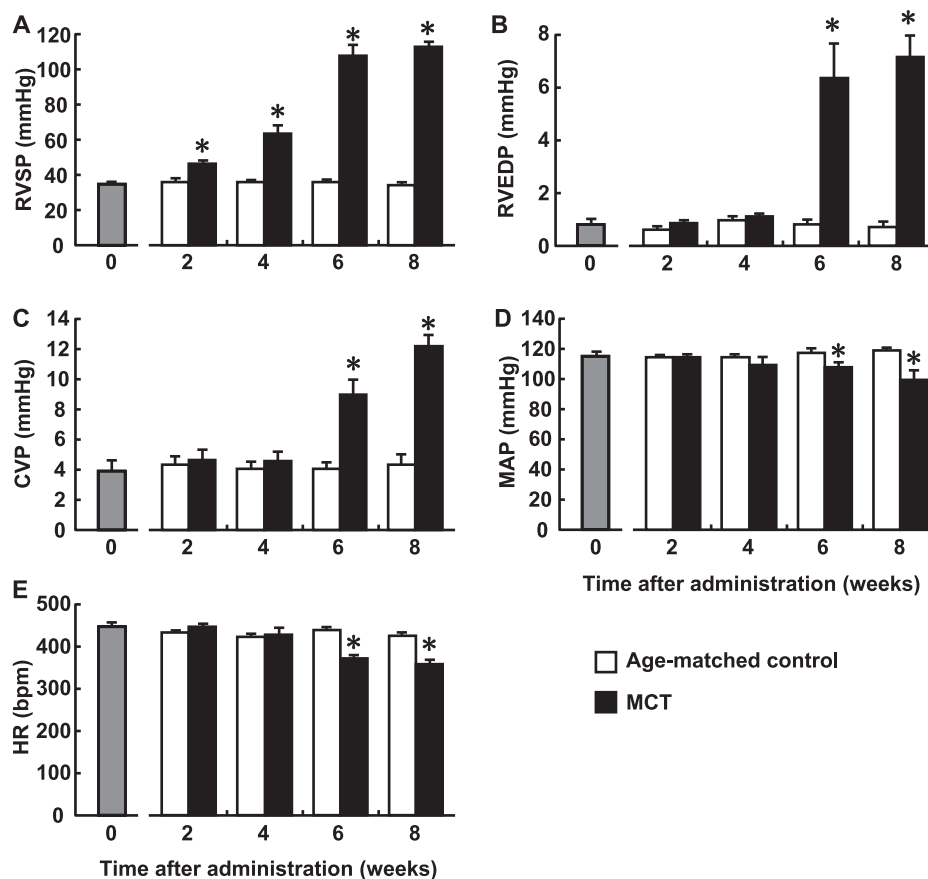 A
RVSP (mmHg)
120
100
80
60
40
20
0
* * * *
0 2 4 6 8
B
RVEDP (mmHg)
8
6
4
2
0
* *
0 2 4 6 8
C
CVP (mmHg)
14
12
10
8
6
4
2
0
* *
0 2 4 6 8
D
MAP (mmHg)
140
120
100
80
60
40
20
0
* *
0 2 4 6 8
Time after administration (weeks)
E
HR (bpm)
500
400
300
200
100
0
* *
0 2 4 6 8
Time after administration (weeks)
Age-matched control
MCT